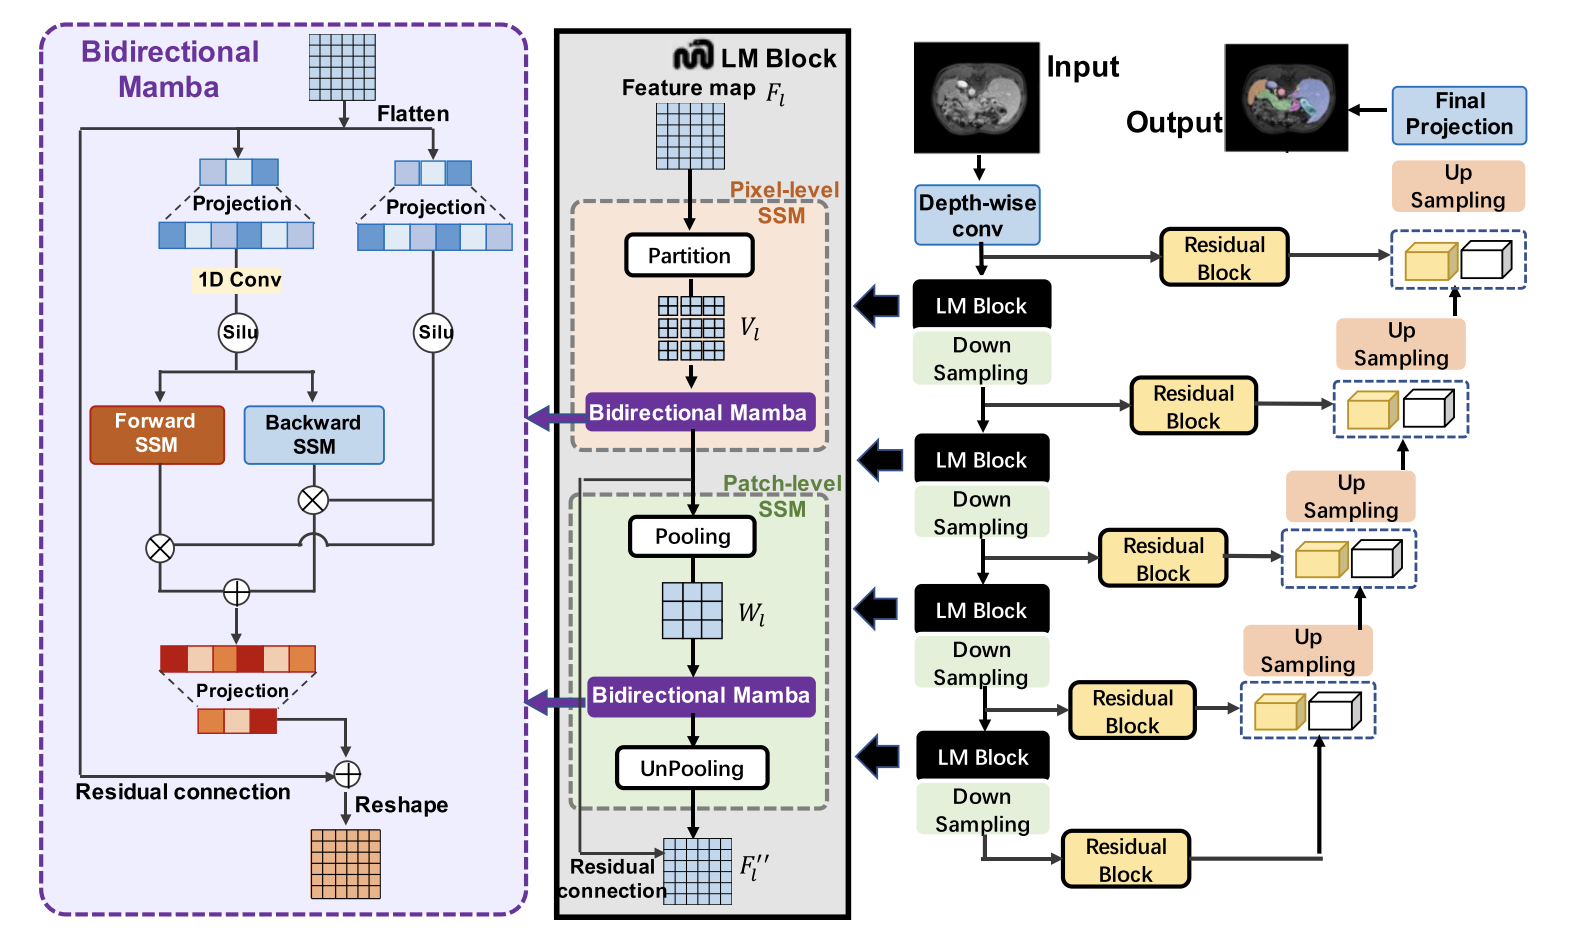 Bidirectional
Mamba
Flatten
Projection
Projection
1D Conv
Silu
Silu
Forward
SSM
Backward
SSM
Projection
Residual connection
Reshape
LM Block
Feature map F_l
Pixel-level
SSM
Partition
V_l
Bidirectional Mamba
Patch-level
SSM
Pooling
W_l
Bidirectional Mamba
UnPooling
Residual
connection
F_l''
Input
Output
Final
Projection
Depth-wise
conv
Up
Sampling
Residual
Block
LM Block
Down
Sampling
Up
Sampling
Residual
Block
LM Block
Down
Sampling
Up
Sampling
Residual
Block
LM Block
Down
Sampling
Up
Sampling
Residual
Block
LM Block
Down
Sampling
Residual
Block